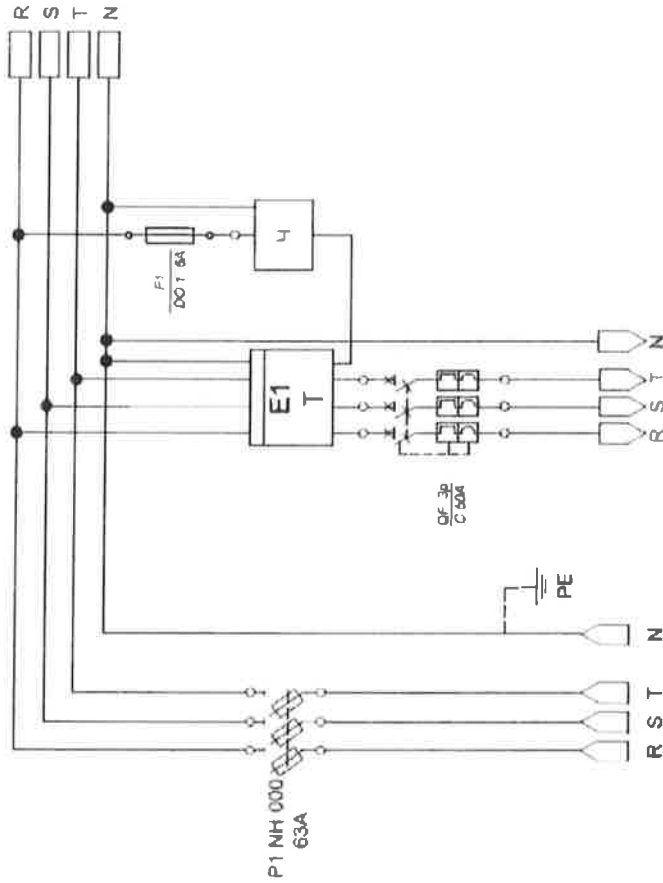 R
S
T
N
F1
DO 1 6A
Ч
E1
T
QF 3p
C 50A
R S T N
PE
P1 NH 000
63A
R S T N